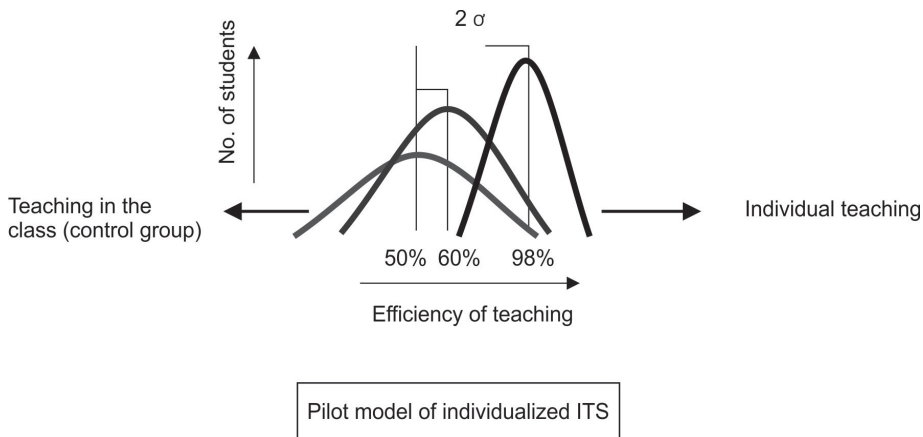 2 σ
No. of students
Teaching in the
class (control group)
Individual teaching
50%
60%
98%
Efficiency of teaching
Pilot model of individualized ITS